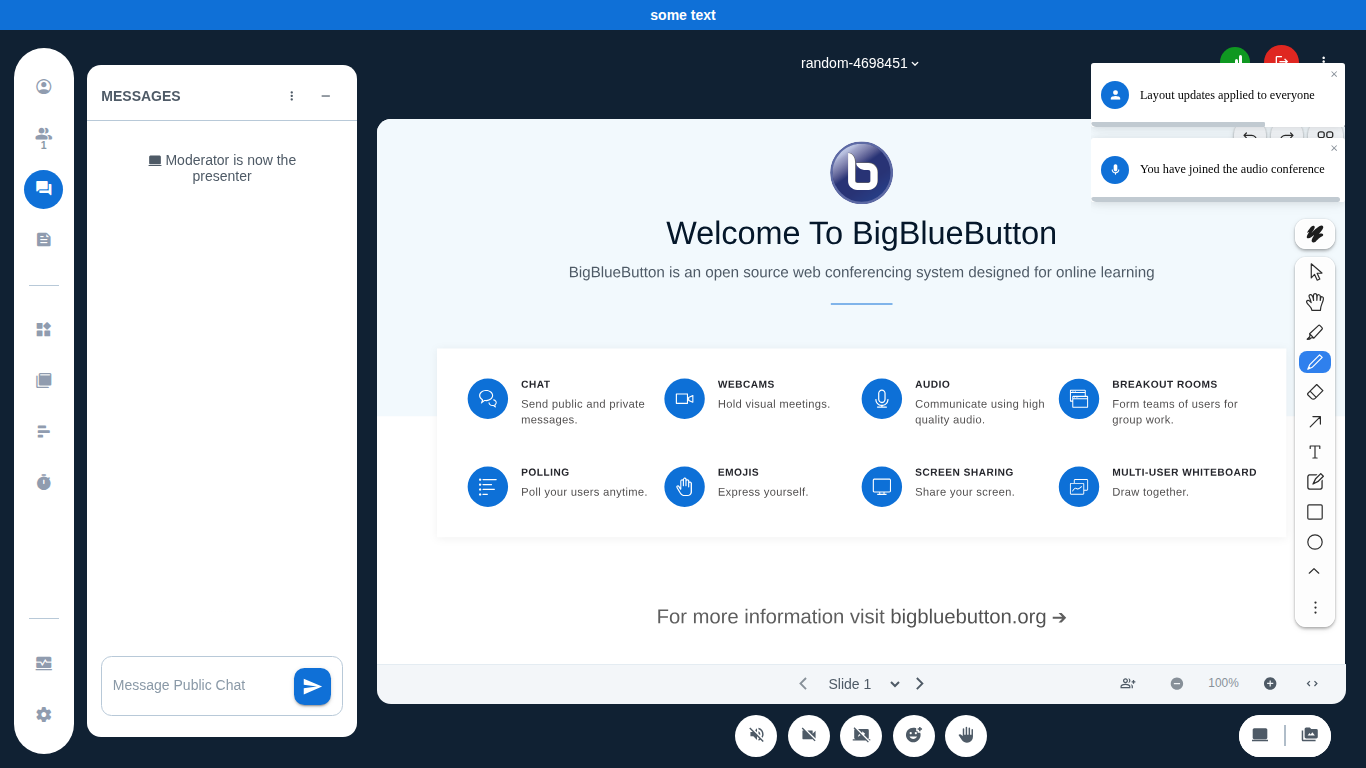 some text
random-4698451
Layout updates applied to everyone
You have joined the audio conference
1
MESSAGES
Moderator is now the
presenter
Message Public Chat
Welcome To BigBlueButton
BigBlueButton is an open source web conferencing system designed for online learning
CHAT
Send public and private
messages.
WEBCAMS
Hold visual meetings.
AUDIO
Communicate using high
quality audio.
BREAKOUT ROOMS
Form teams of users for
group work.
POLLING
Poll your users anytime.
EMOJIS
Express yourself.
SCREEN SHARING
Share your screen.
MULTI-USER WHITEBOARD
Draw together.
For more information visit bigbluebutton.org ➔
Slide 1
100%